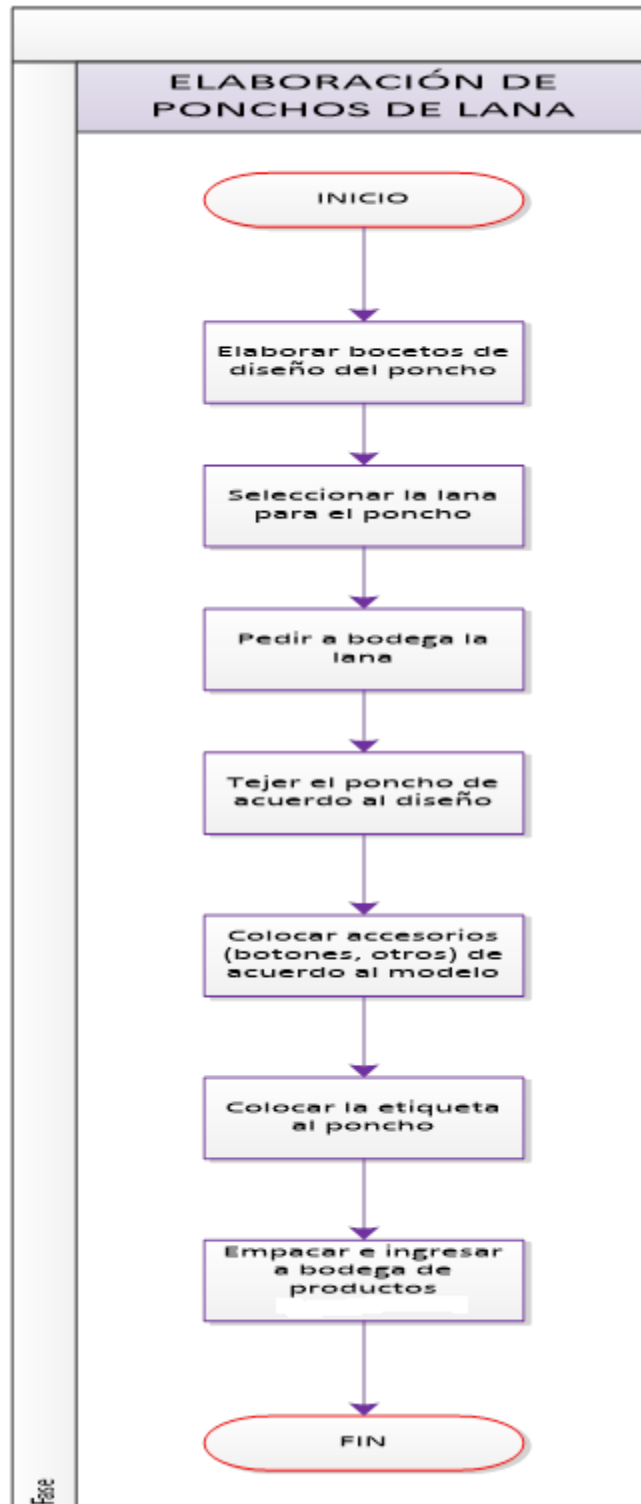 ELABORACIÓN DE
PONCHOS DE LANA
INICIO
Elaborar bocetos de
diseño del poncho
Seleccionar la lana
para el poncho
Pedir a bodega la
lana
Tejer el poncho de
acuerdo al diseño
Colocar accesorios
(botones, otros) de
acuerdo al modelo
Colocar la etiqueta
al poncho
Empacar e ingresar
a bodega de
productos
FIN
Fase